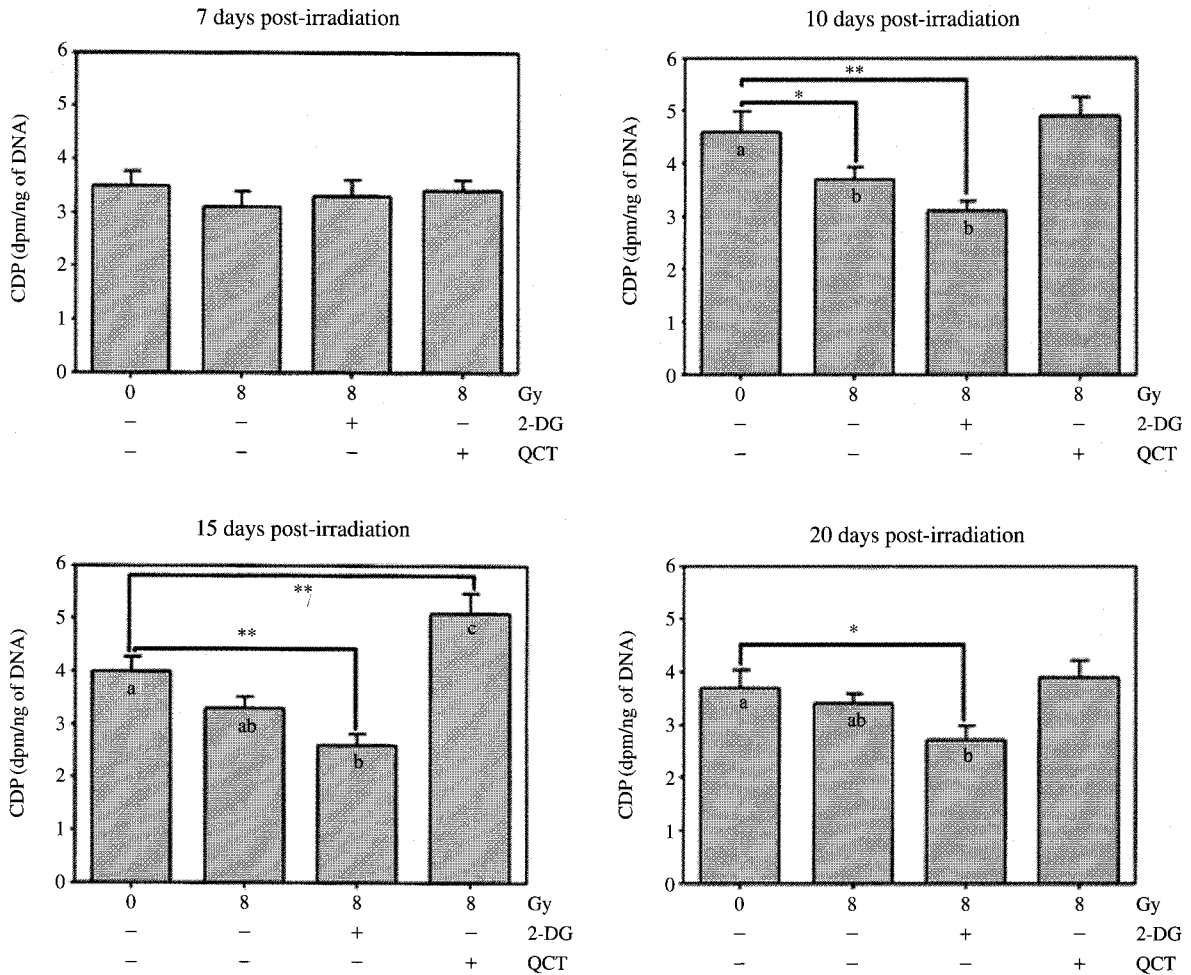 7 days post-irradiation
CDP (dpm/ng of DNA)
6
5
4
3
2
1
0
0 8 8 8 Gy
− − + − 2-DG
− − − + QCT
10 days post-irradiation
CDP (dpm/ng of DNA)
6
5
4
3
2
1
0
**
*
a
b
b
0 8 8 8 Gy
− − + − 2-DG
− − − + QCT
15 days post-irradiation
CDP (dpm/ng of DNA)
6
5
4
3
2
1
0
**
**
a
ab
b
c
0 8 8 8 Gy
− − + − 2-DG
− − − + QCT
20 days post-irradiation
CDP (dpm/ng of DNA)
6
5
4
3
2
1
0
*
a
ab
b
0 8 8 8 Gy
− − + − 2-DG
− − − + QCT